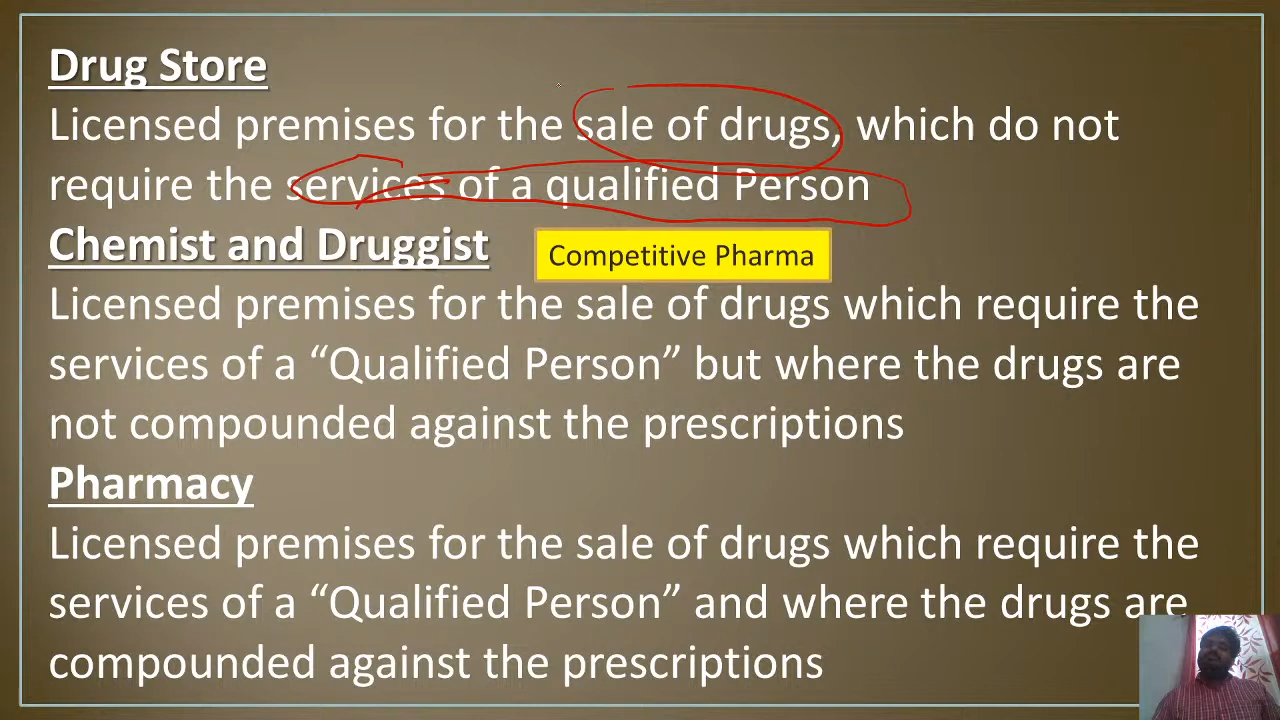 Drug Store
Licensed premises for the sale of drugs, which do not
require the services of a qualified Person
Chemist and Druggist
Competitive Pharma
Licensed premises for the sale of drugs which require the
services of a “Qualified Person” but where the drugs are
not compounded against the prescriptions
Pharmacy
Licensed premises for the sale of drugs which require the
services of a “Qualified Person” and where the drugs are
compounded against the prescriptions